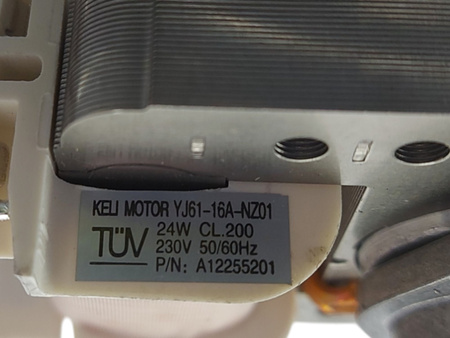 KELI MOTOR YJ61-16A-NZ01
TÜV 24W CL.200
230V 50/60Hz
P/N: A12255201